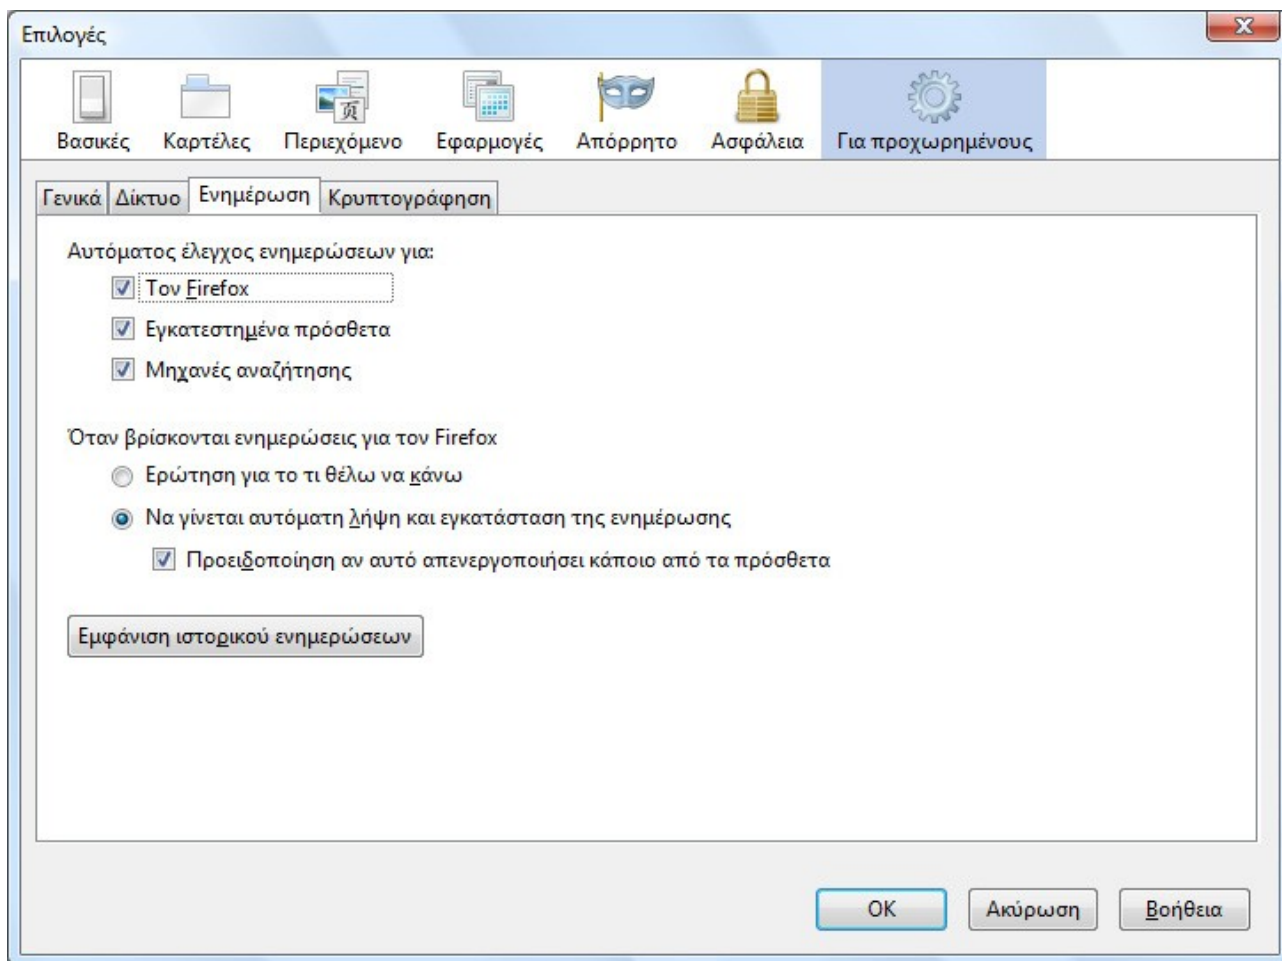 Επιλογές
页
Βασικές Καρτέλες Περιεχόμενο Εφαρμογές Απόρρητο Ασφάλεια Για προχωρημένους
Γενικά Δίκτυο Ενημέρωση Κρυπτογράφηση
Αυτόματος έλεγχος ενημερώσεων για:
Τον Firefox
Εγκατεστημένα πρόσθετα
Μηχανές αναζήτησης
Όταν βρίσκονται ενημερώσεις για τον Firefox
Ερώτηση για το τι θέλω να κάνω
Να γίνεται αυτόματη λήψη και εγκατάσταση της ενημέρωσης
Προειδοποίηση αν αυτό απενεργοποιήσει κάποιο από τα πρόσθετα
Εμφάνιση ιστορικού ενημερώσεων
OK Ακύρωση Βοήθεια